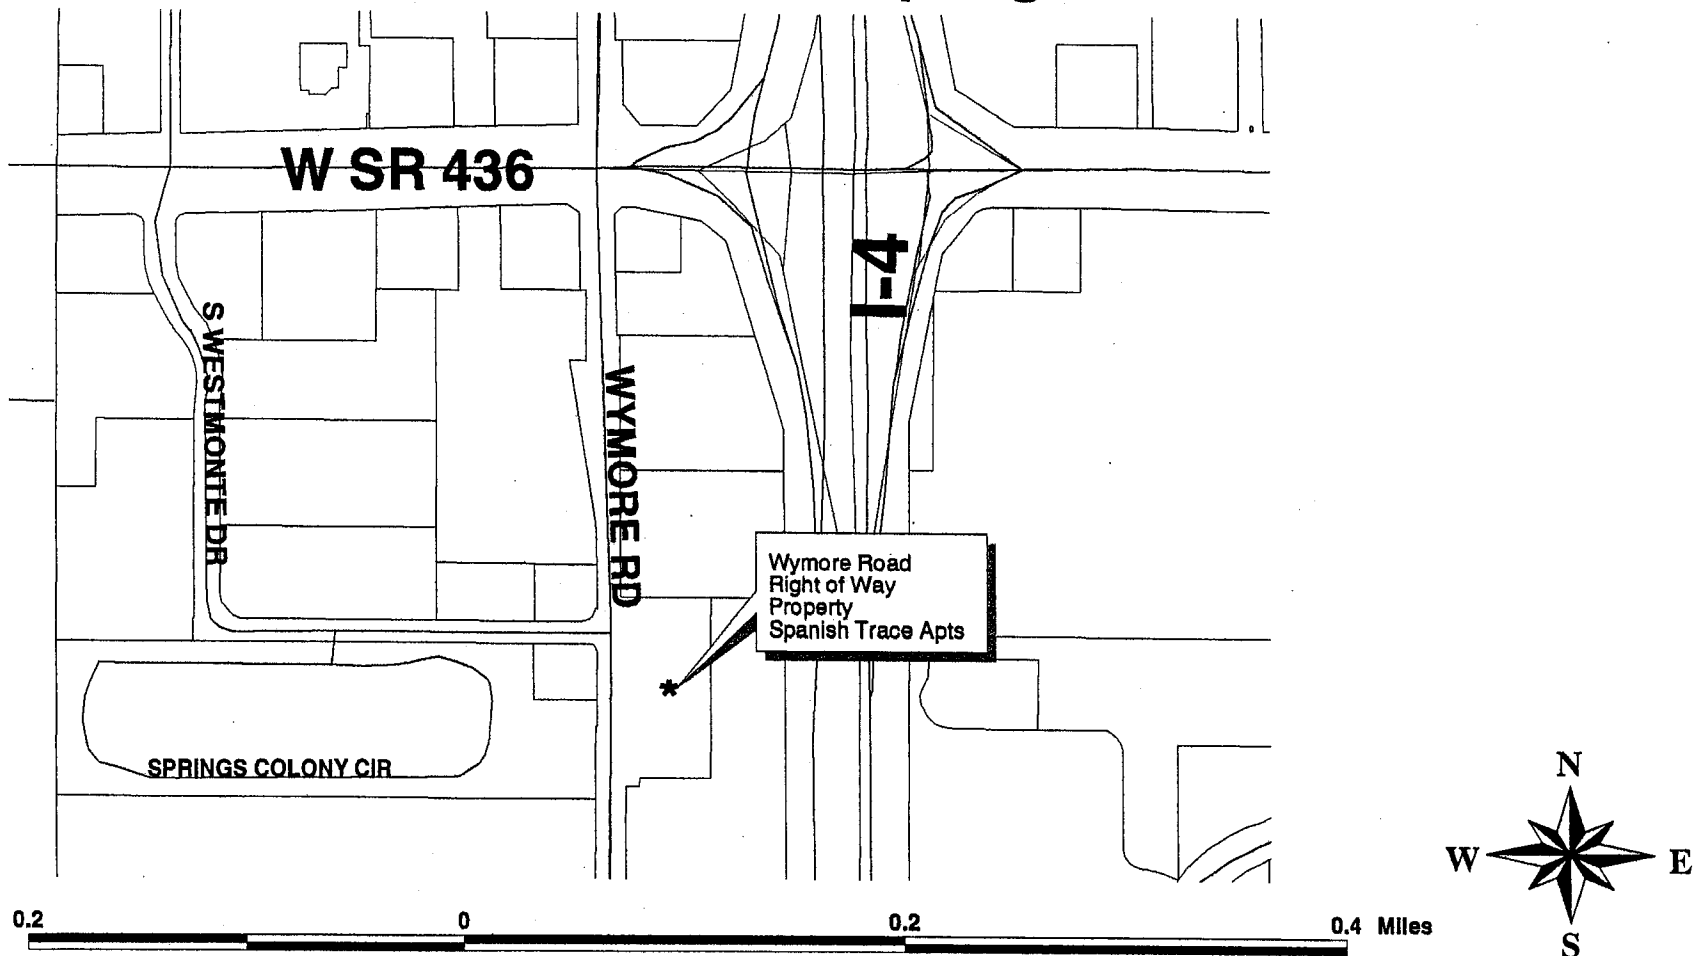 W SR 436
I-4
S WESTMONTE DR
WYMORE RD
Wymore Road
Right of Way
Property
Spanish Trace Apts
*
SPRINGS COLONY CIR
N
W E
S
0.2 0 0.2 0.4 Miles